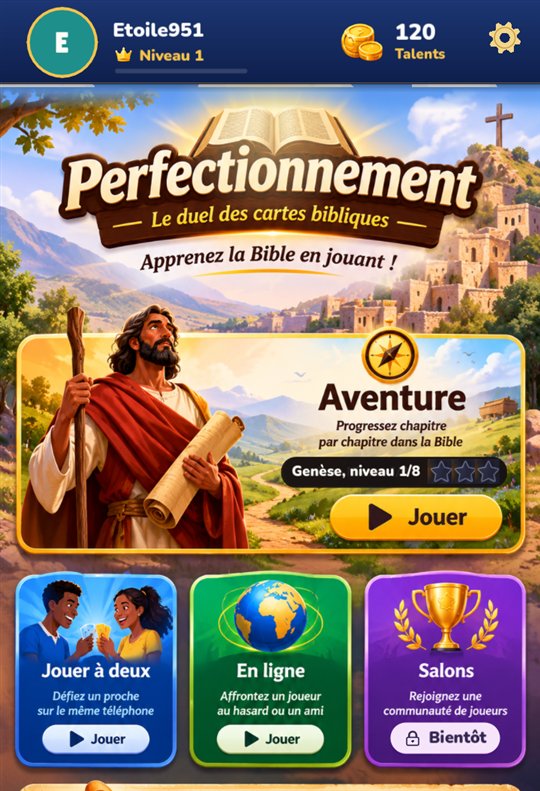 E
Etoile951
Niveau 1
120
Talents
Perfectionnement
Le duel des cartes bibliques
Apprenez la Bible en jouant !
Aventure
Progressez chapitre
par chapitre dans la Bible
Genèse, niveau 1/8
Jouer
Jouer à deux
Défiez un proche
sur le même téléphone
Jouer
En ligne
Affrontez un joueur
au hasard ou un ami
Jouer
Salons
Rejoignez une
communauté de joueurs
Bientôt